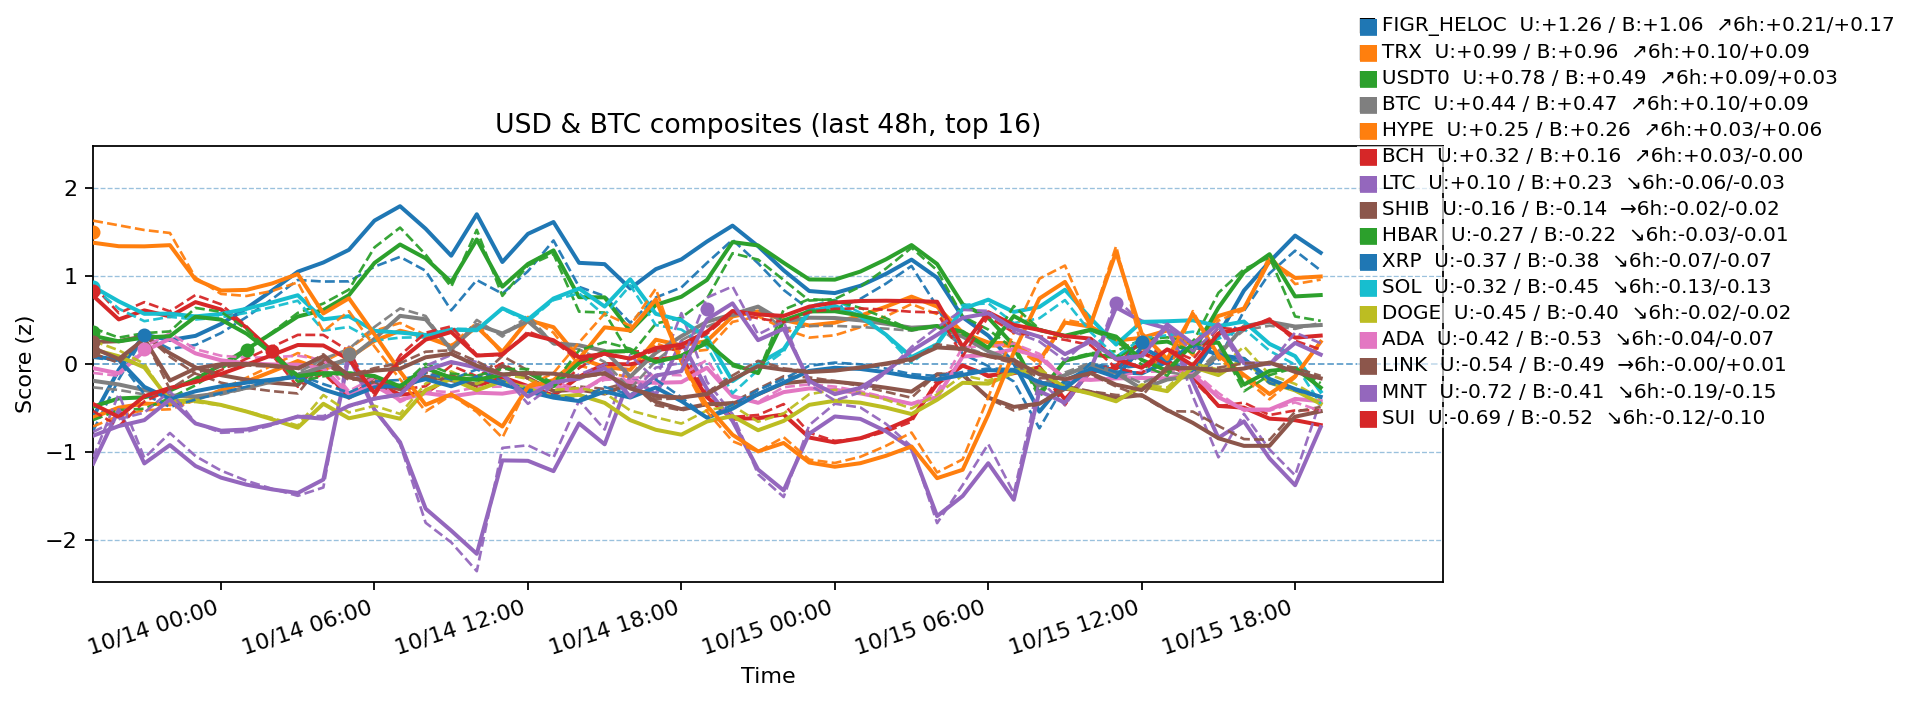 FIGR_HELOC  U:+1.26 / B:+1.06  ↗6h:+0.21/+0.17
TRX  U:+0.99 / B:+0.96  ↗6h:+0.10/+0.09
USDT0  U:+0.78 / B:+0.49  ↗6h:+0.09/+0.03
BTC  U:+0.44 / B:+0.47  ↗6h:+0.10/+0.09
HYPE  U:+0.25 / B:+0.26  ↗6h:+0.03/+0.06
BCH  U:+0.32 / B:+0.16  ↗6h:+0.03/-0.00
LTC  U:+0.10 / B:+0.23  ↘6h:-0.06/-0.03
SHIB  U:-0.16 / B:-0.14  →6h:-0.02/-0.02
HBAR  U:-0.27 / B:-0.22  ↘6h:-0.03/-0.01
XRP  U:-0.37 / B:-0.38  ↘6h:-0.07/-0.07
SOL  U:-0.32 / B:-0.45  ↘6h:-0.13/-0.13
DOGE  U:-0.45 / B:-0.40  ↘6h:-0.02/-0.02
ADA  U:-0.42 / B:-0.53  ↘6h:-0.04/-0.07
LINK  U:-0.54 / B:-0.49  →6h:-0.00/+0.01
MNT  U:-0.72 / B:-0.41  ↘6h:-0.19/-0.15
SUI  U:-0.69 / B:-0.52  ↘6h:-0.12/-0.10
USD & BTC composites (last 48h, top 16)
Score (z)
2
1
0
−1
−2
10/14 00:00
10/14 06:00
10/14 12:00
10/14 18:00
10/15 00:00
10/15 06:00
10/15 12:00
10/15 18:00
Time